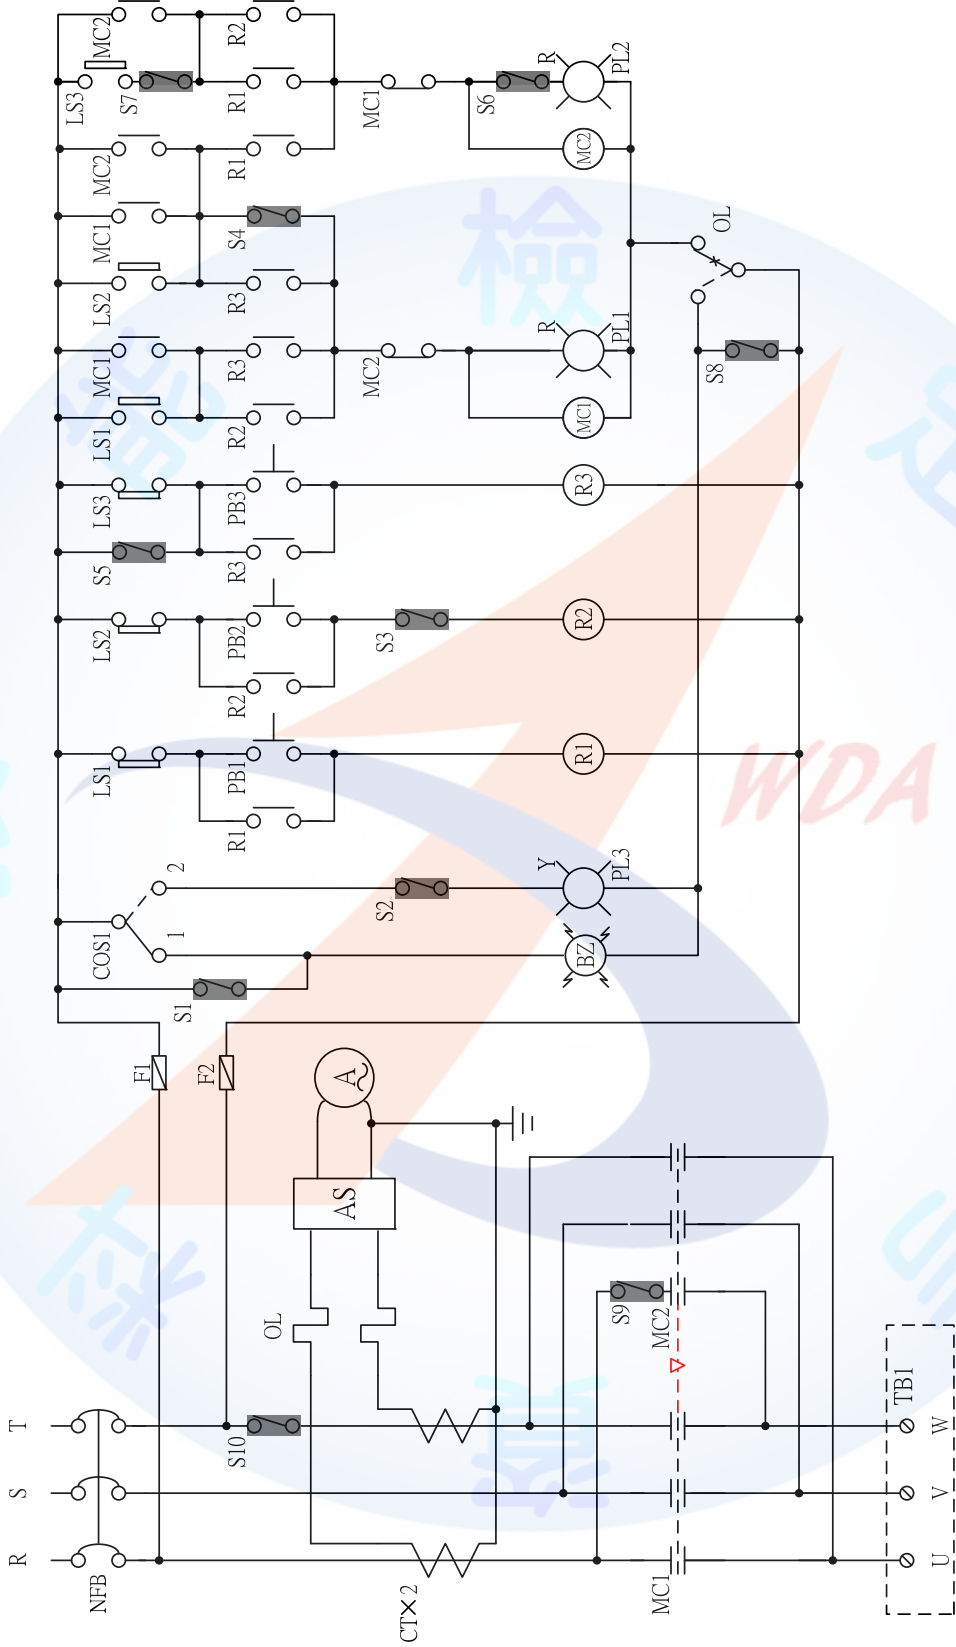 MC2
R2
LS3
S7
R1
MC1
S6
R
PL2
MC2
R1
MC2
MC1
S4
OL
LS2
R3
MC1
R3
MC2
R
PL1
S8
LS1
R2
MC1
LS3
PB3
R3
S5
R3
LS2
PB2
S3
R2
R2
LS1
PB1
R1
R1
WDA
COS1
2
1
S2
Y
PL3
BZ
S1
F1
F2
A
AS
OL
S9
MC2
T
S10
TB1
W
S
V
R
NFB
CT×2
MC1
U